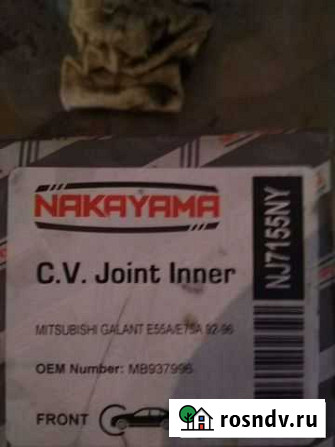 NAKAYAMA
C.V. Joint Inner
MITSUBISHI GALANT E55A/E75A 92-96
OEM Number: MB937996
FRONT
NJ7155NY
rosndv.ru